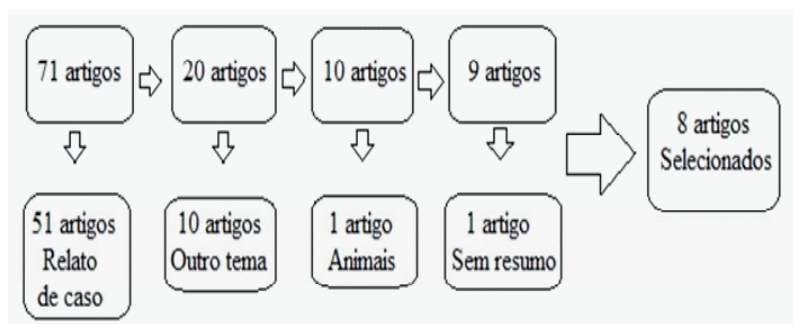 71 artigos
20 artigos
10 artigos
9 artigos
8 artigos
Selecionados
51 artigos
Relato
de caso
10 artigos
Outro tema
1 artigo
Animais
1 artigo
Sem resumo